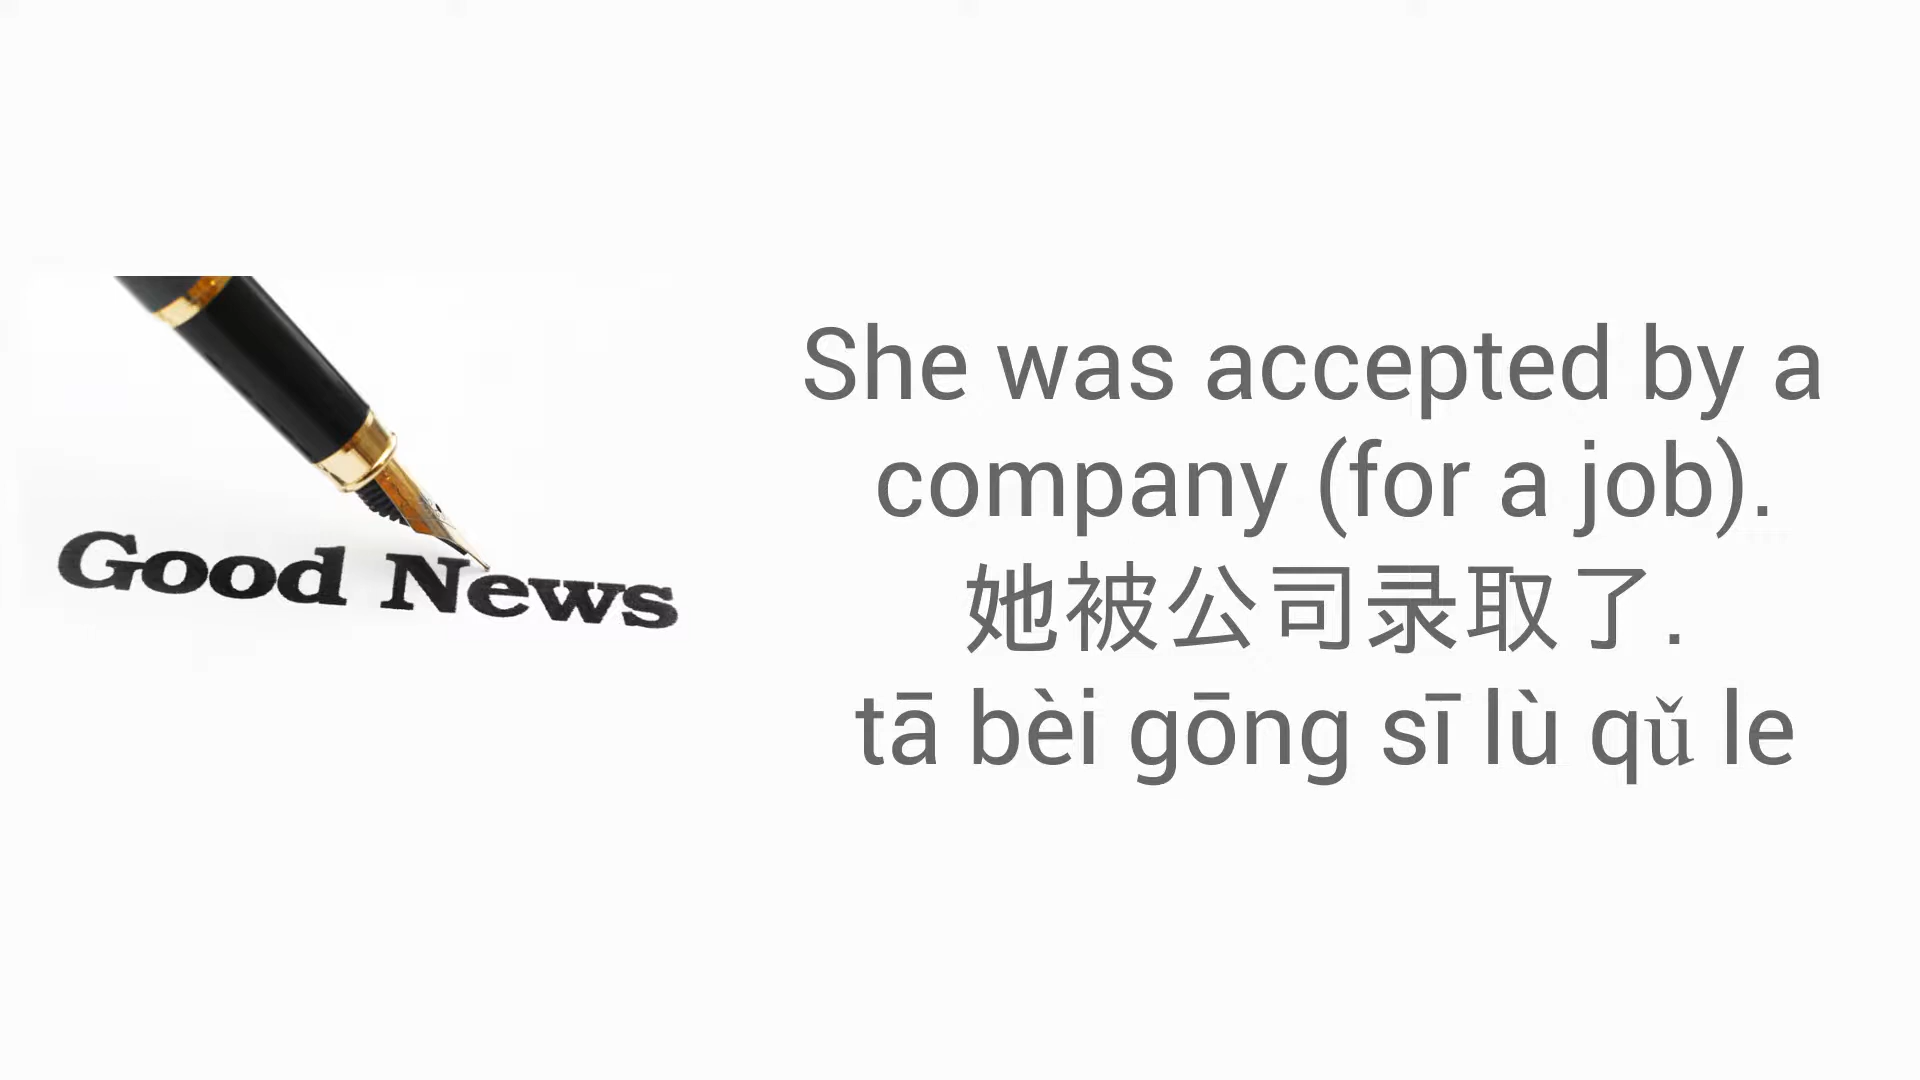 Good News
She was accepted by a
company (for a job).
她被公司录取了.
tā bèi gōng sī lù qǔ le